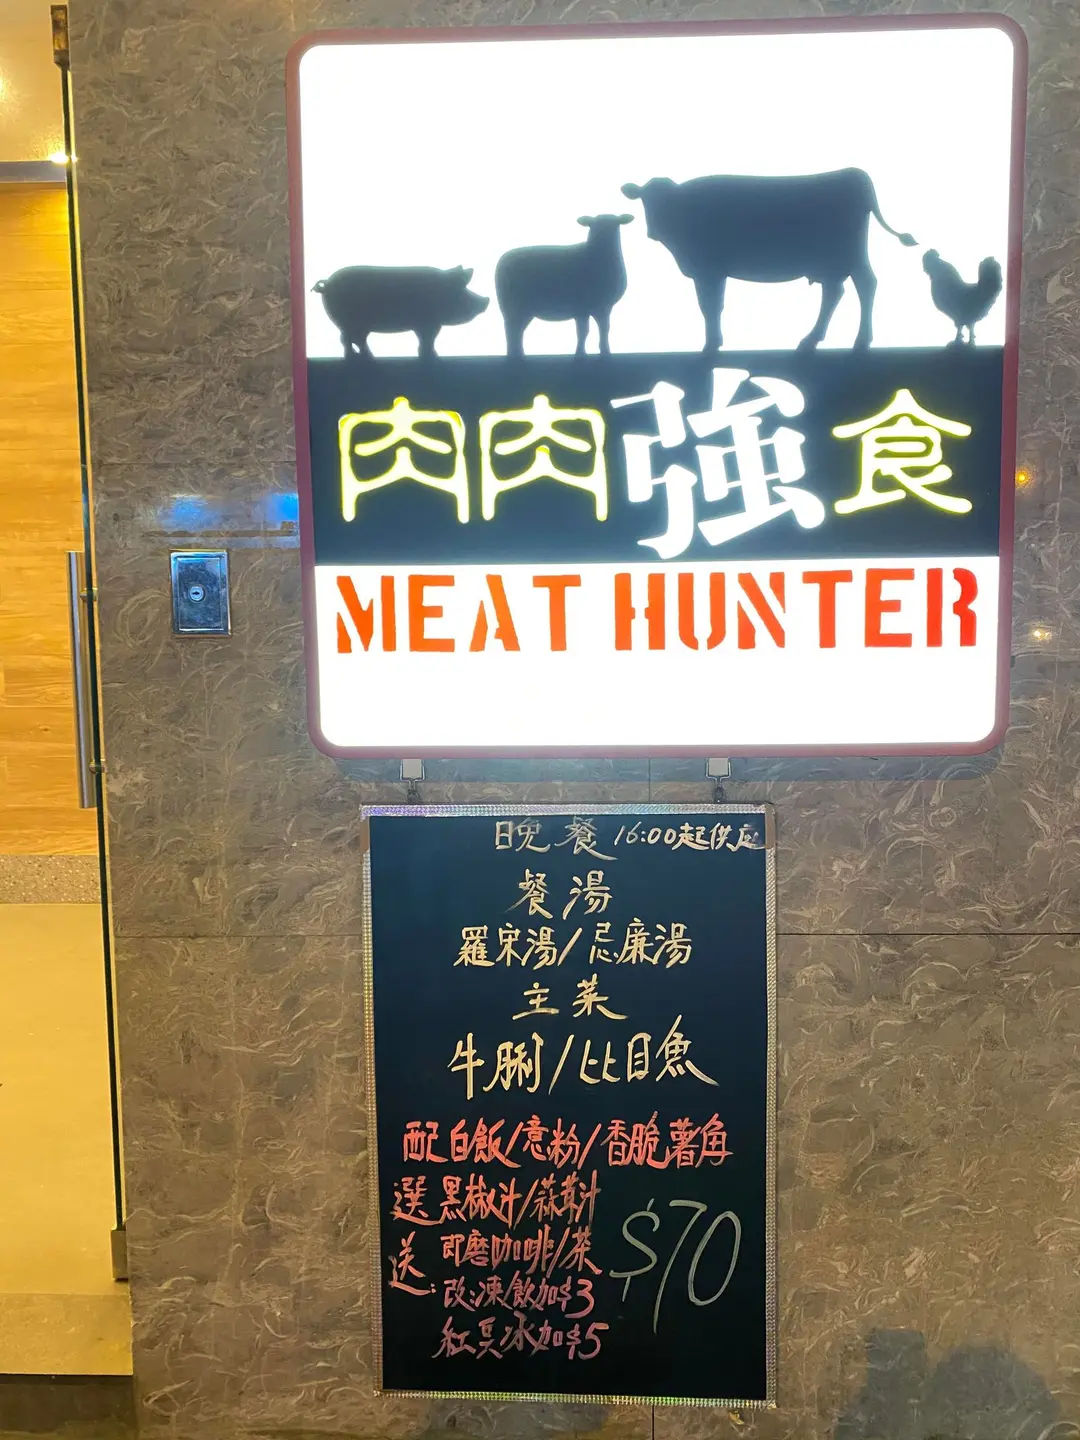 肉肉強食
MEAT HUNTER
晚餐 16:00起供应
餐湯
羅宋湯/忌廉湯
主菜
牛脷/比目魚
配白飯/意粉/香脆薯角
選黑椒汁/蒜茸汁
送: 即磨咖啡/茶
改:凍飲加$3
紅豆冰加$5
$70